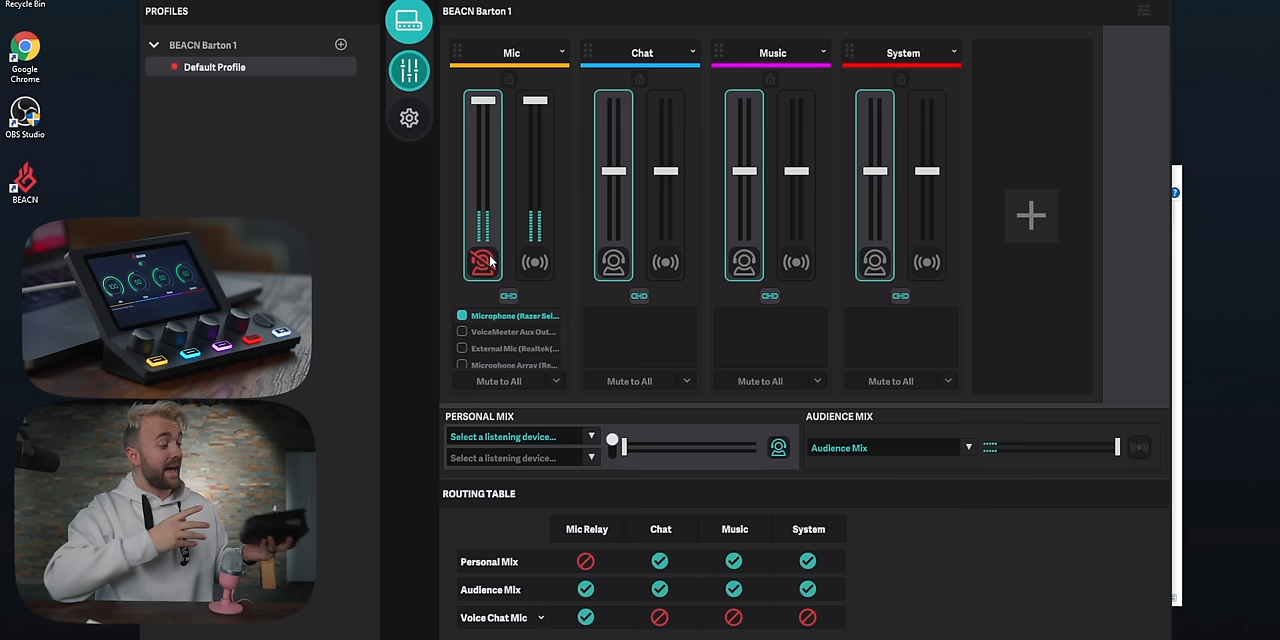 Recycle Bin
Google
Chrome
OBS Studio
BEACN
PROFILES
BEACN Barton 1
Default Profile
BEACN Barton 1
Mic
Chat
Music
System
Microphone (Razer Sei...
VoiceMeeter Aux Out...
External Mic (Realtek(...
Microphone Array (Re...
Mute to All
Mute to All
Mute to All
Mute to All
PERSONAL MIX
Select a listening device...
Select a listening device...
AUDIENCE MIX
Audience Mix
ROUTING TABLE
Mic Relay Chat Music System
Personal Mix
Audience Mix
Voice Chat Mic